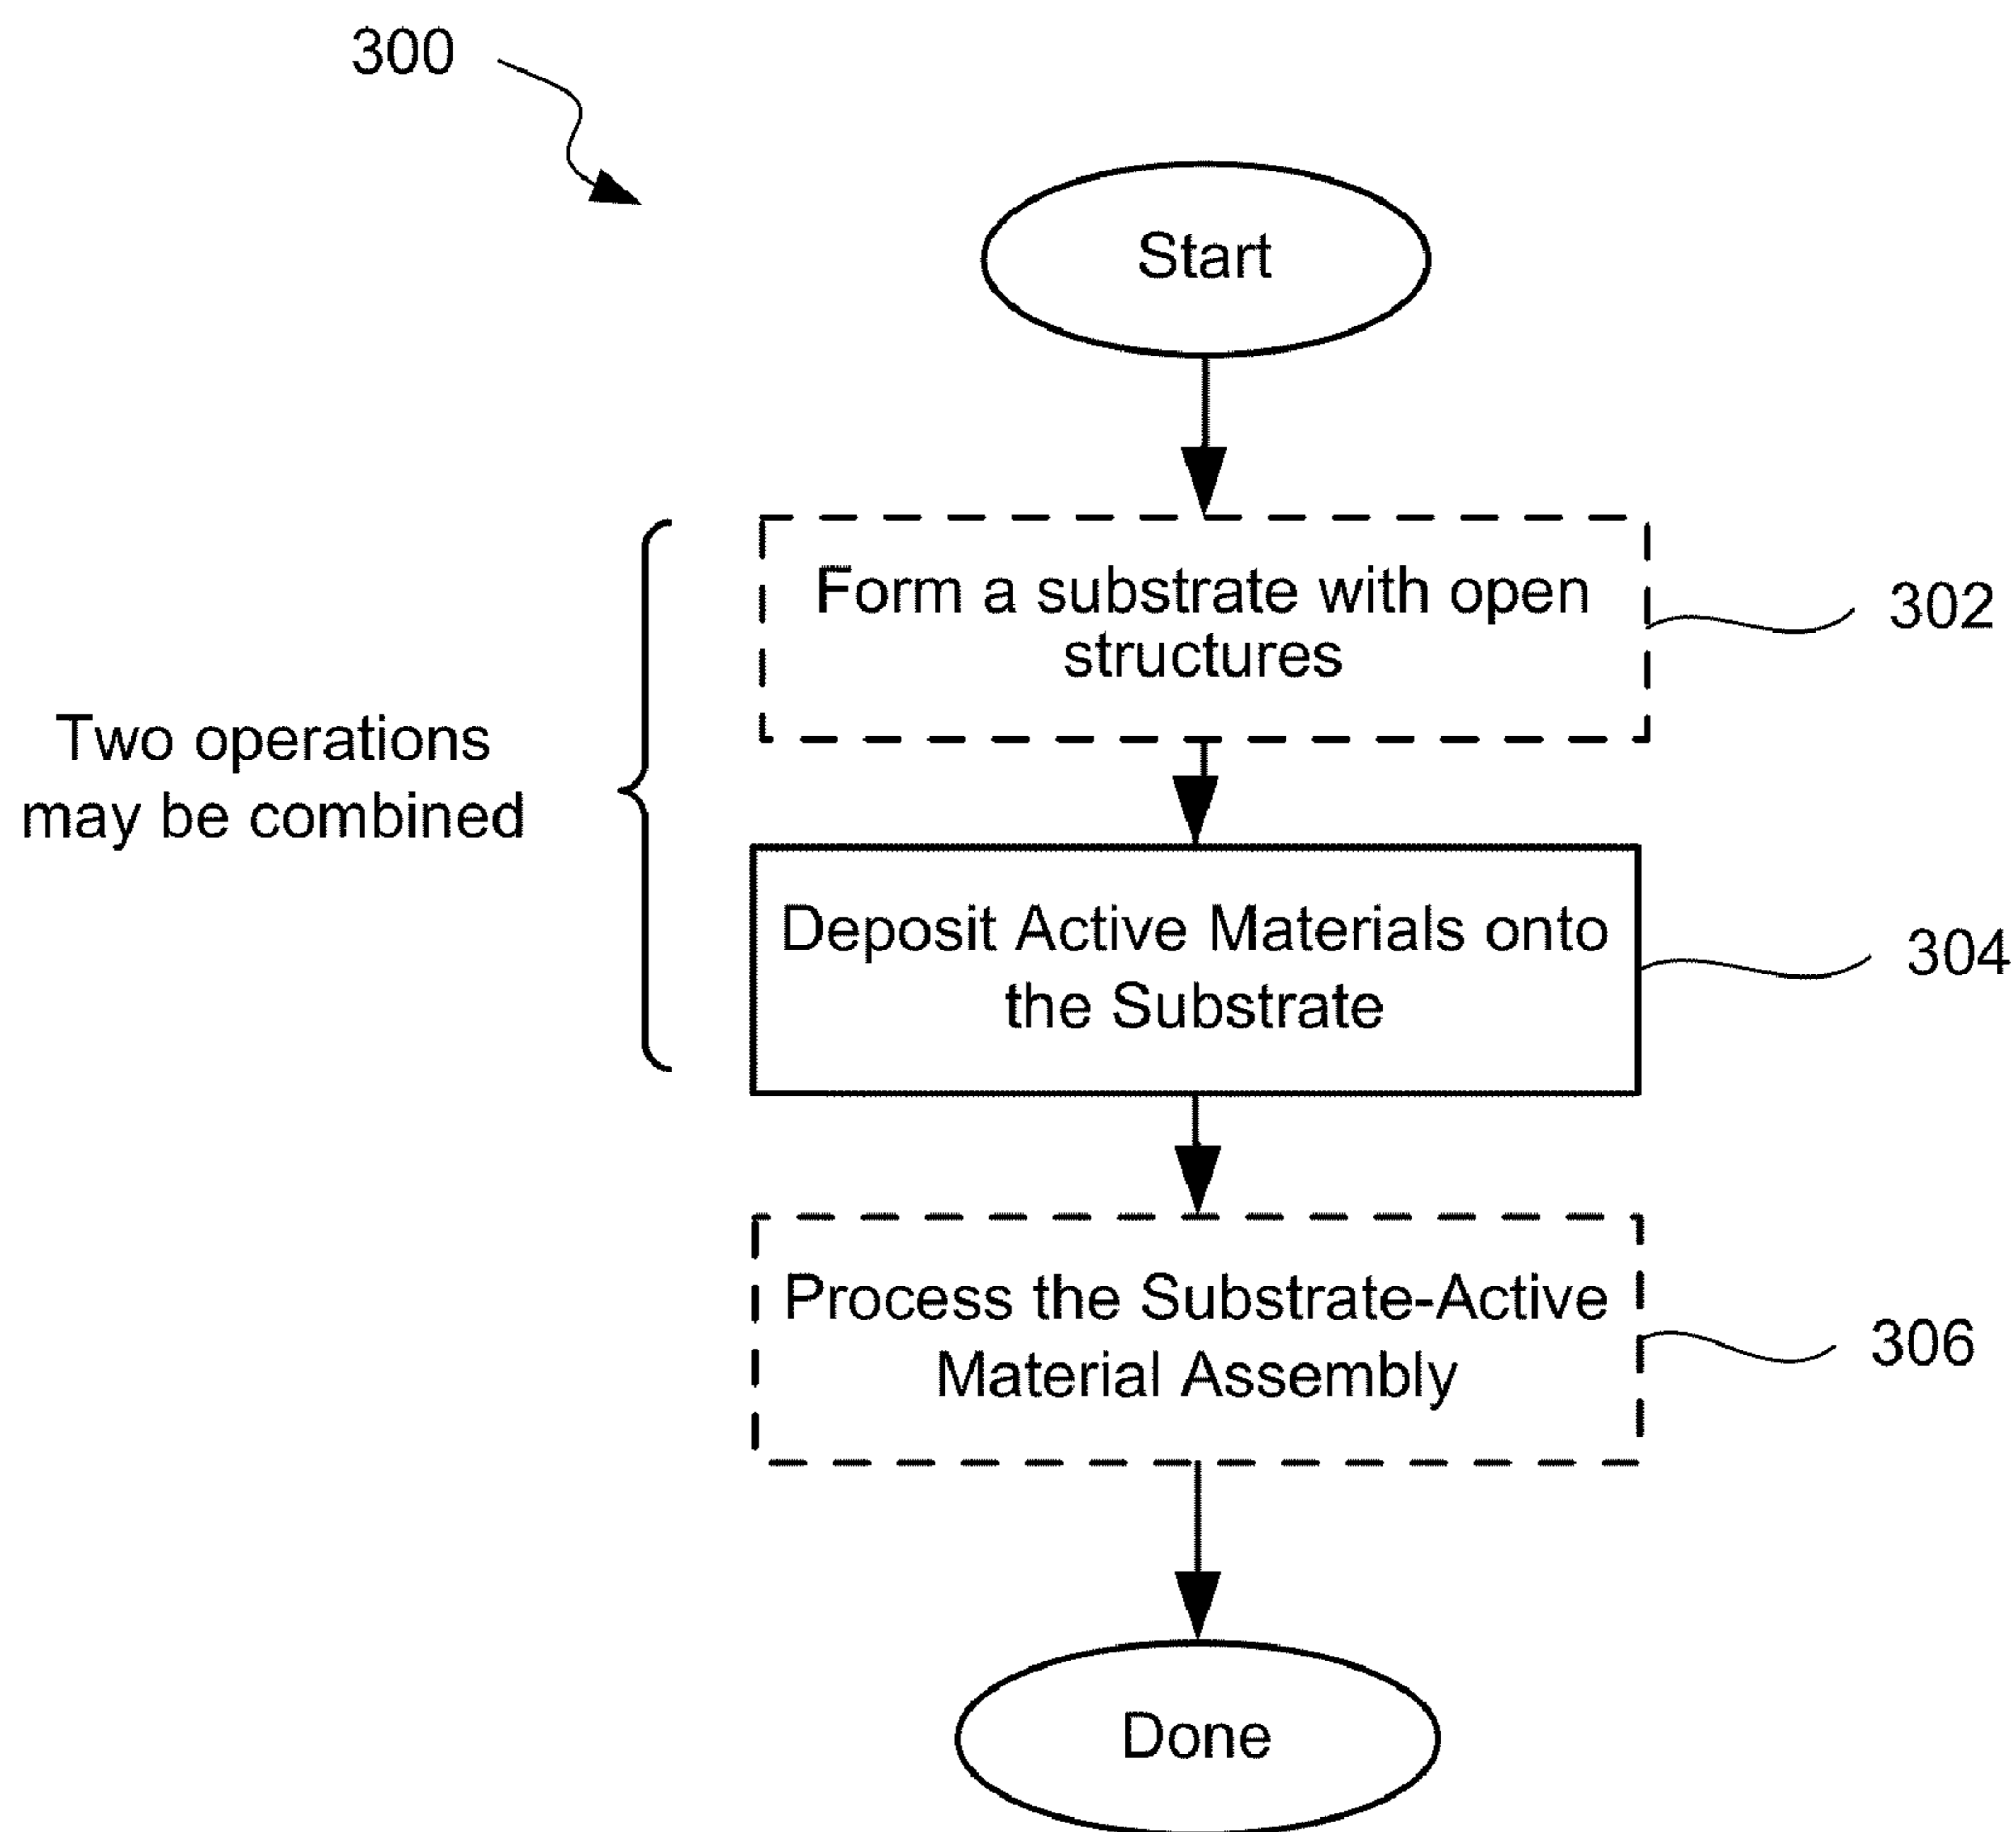 300
Start
Form a substrate with open
structures
302
Two operations
may be combined
Deposit Active Materials onto
the Substrate
304
Process the Substrate-Active
Material Assembly
306
Done